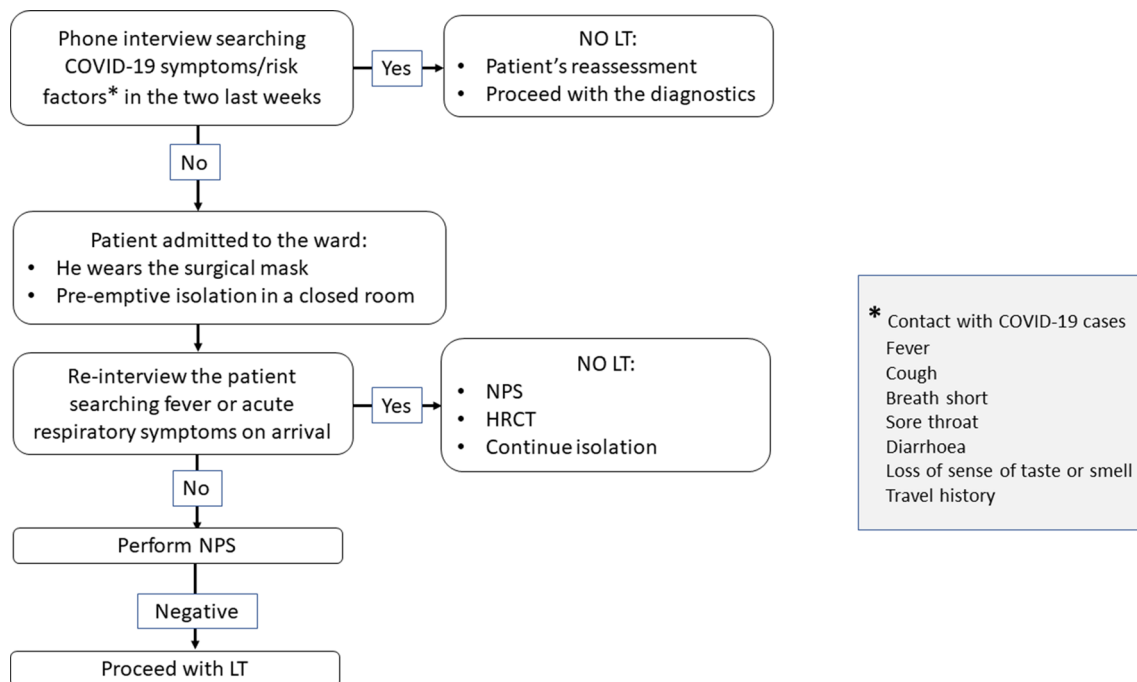 Phone interview searching
COVID-19 symptoms/risk
factors* in the two last weeks
Yes
NO LT:
• Patient's reassessment
• Proceed with the diagnostics
No
Patient admitted to the ward:
• He wears the surgical mask
• Pre-emptive isolation in a closed room
Re-interview the patient
searching fever or acute
respiratory symptoms on arrival
Yes
NO LT:
• NPS
• HRCT
• Continue isolation
No
Perform NPS
Negative
Proceed with LT
* Contact with COVID-19 cases
Fever
Cough
Breath short
Sore throat
Diarrhoea
Loss of sense of taste or smell
Travel history